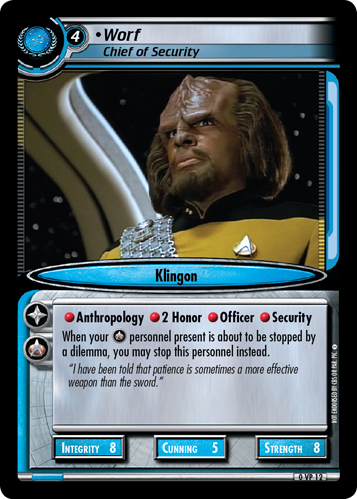 4
•Worf
Chief of Security
Klingon
Anthropology 2 Honor Officer Security
When your personnel present is about to be stopped by
a dilemma, you may stop this personnel instead.
"I have been told that patience is sometimes a more effective
weapon than the sword."
INTEGRITY 8 CUNNING 5 STRENGTH 8
0 VP 12